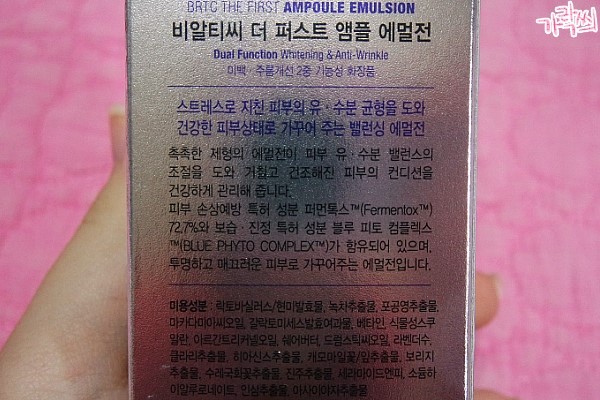 가락씨
BRTC THE FIRST AMPOULE EMULSION
비알티씨 더 퍼스트 앰플 에멀전
Dual Function Whitening & Anti-Wrinkle
미백·주름개선 2중 기능성 화장품
스트레스로 지친 피부의 유·수분 균형을 도와
건강한 피부상태로 가꾸어 주는 밸런싱 에멀전
촉촉한 제형의 에멀전이 피부 유·수분 밸런스의
조절을 도와 거칠고 건조해진 피부의 컨디션을
건강하게 관리해 줍니다.
피부 손상예방 특허 성분 퍼먼톡스™(Fermentox™)
72.7%와 보습·진정 특허 성분 블루 피토 컴플렉스
™(BLUE PHYTO COMPLEX™)가 함유되어 있으며,
투명하고 매끄러운 피부로 가꾸어주는 에멀전입니다.
미용성분 : 락토바실러스/현미발효물, 녹차추출물, 포공영추출물,
마카다미아씨오일, 갈락토미세스발효여과물, 베타인, 식물성스쿠
알란, 아르간트리커넬오일, 쉐어버터, 드럼스틱씨오일, 라벤더수,
클라리추출물, 히아신스추출물, 캐모마일꽃/잎추출물, 보리지
추출물, 수레국화꽃추출물, 진주추출물, 세라마이드엔피, 소듐하
이알루로네이트, 인삼추출물, 아사이야자추출물